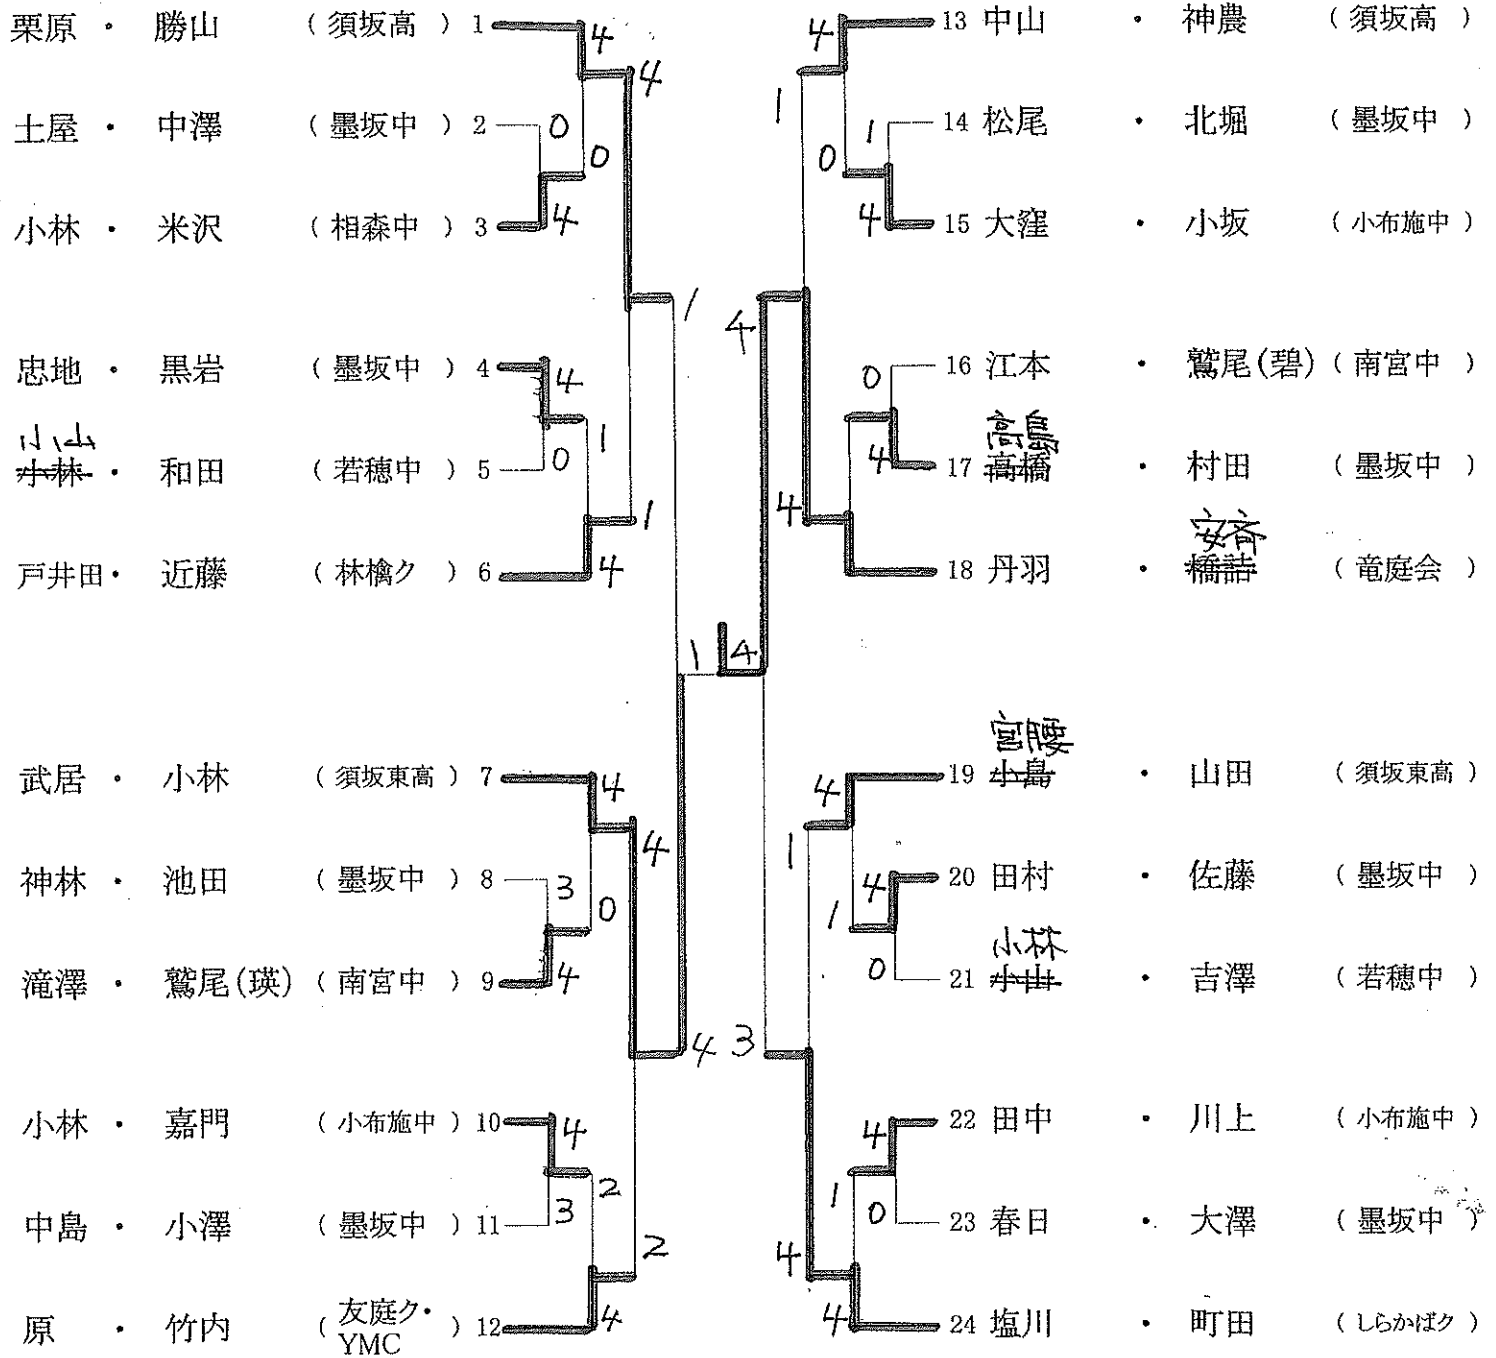 栗原 ・ 勝山 (須坂高) 1
4
4
土屋 ・ 中澤 (墨坂中) 2
0
0
小林 ・ 米沢 (相森中) 3
4
1
忠地 ・ 黒岩 (墨坂中) 4
4
小山
小林 ・ 和田 (若穂中) 5
0
1
1
戸井田・ 近藤 (林檎ク) 6
4
1
武居 ・ 小林 (須坂東高) 7
4
4
神林 ・ 池田 (墨坂中) 8
3
0
滝澤 ・ 鷲尾(瑛) (南宮中) 9
4
4
小林 ・ 嘉門 (小布施中) 10
4
2
中島 ・ 小澤 (墨坂中) 11
3
2
原 ・ 竹内 (友庭ク・YMC) 12
4
4
13 中山 ・ 神農 (須坂高)
1
1
14 松尾 ・ 北堀 (墨坂中)
0
4
15 大窪 ・ 小坂 (小布施中)
4
0
16 江本 ・ 鷲尾(碧) (南宮中)
高島
4
17 高橋 ・ 村田 (墨坂中)
4
安斉
18 丹羽 ・ 橋詰 (竜庭会)
4
宮腰
4
19 小島 ・ 山田 (須坂東高)
1
4
20 田村 ・ 佐藤 (墨坂中)
1
小林
0
21 小山 ・ 吉澤 (若穂中)
3
4
22 田中 ・ 川上 (小布施中)
1
0
23 春日 ・ 大澤 (墨坂中)
4
4
24 塩川 ・ 町田 (しらかばク)